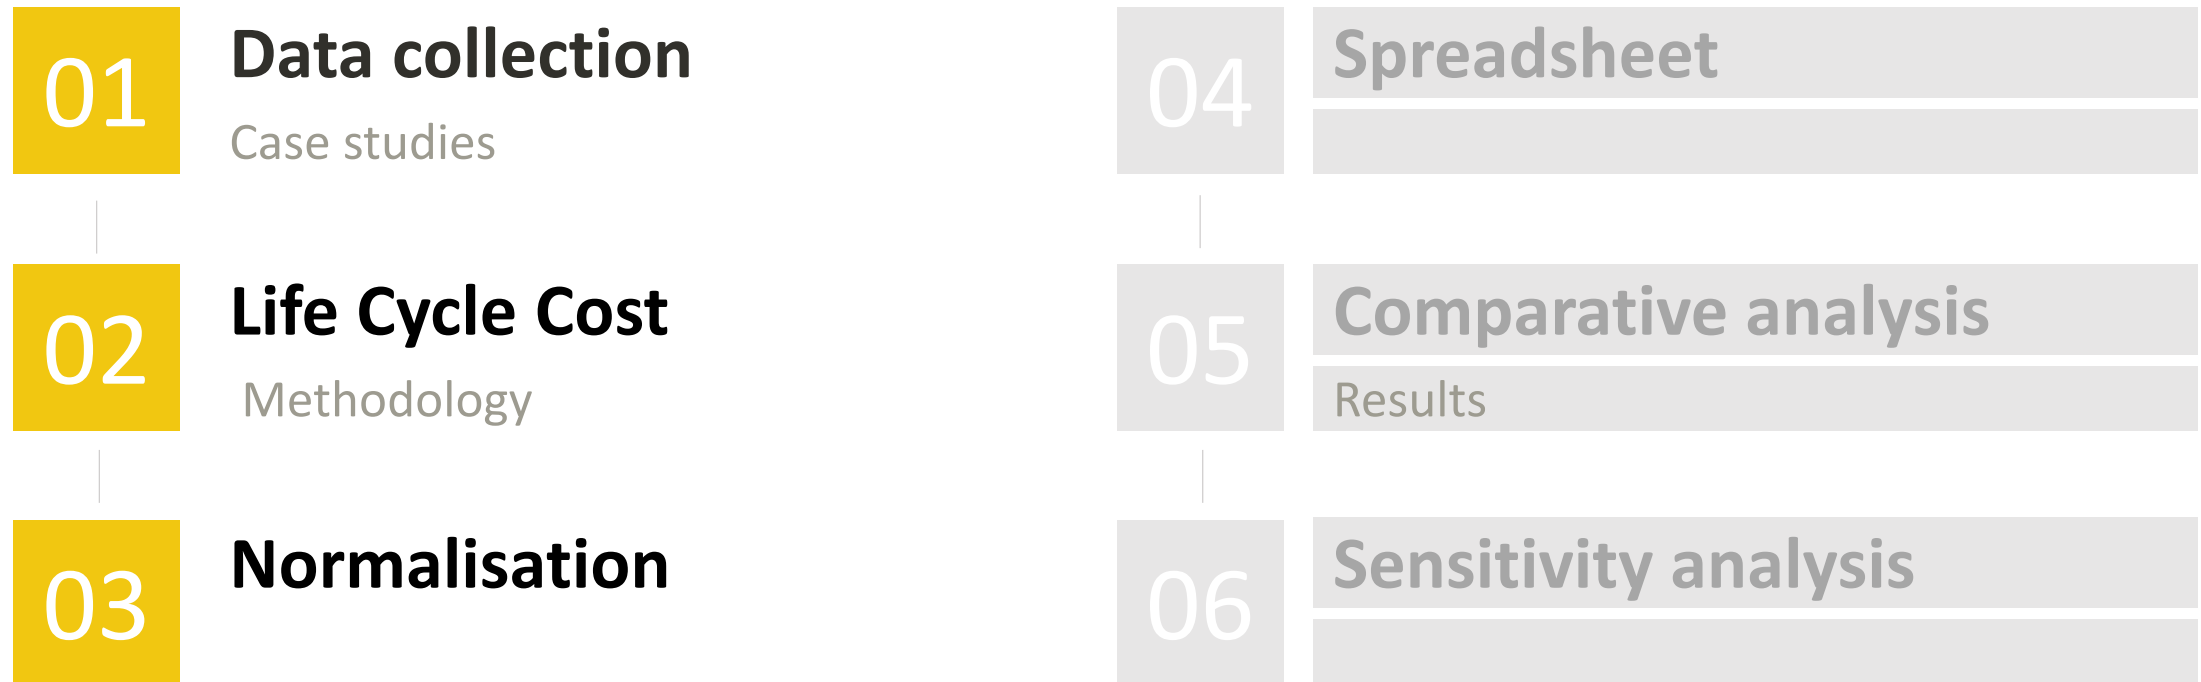 01
Data collection
Case studies
02
Life Cycle Cost
Methodology
03
Normalisation
04
Spreadsheet
05
Comparative analysis
Results
06
Sensitivity analysis